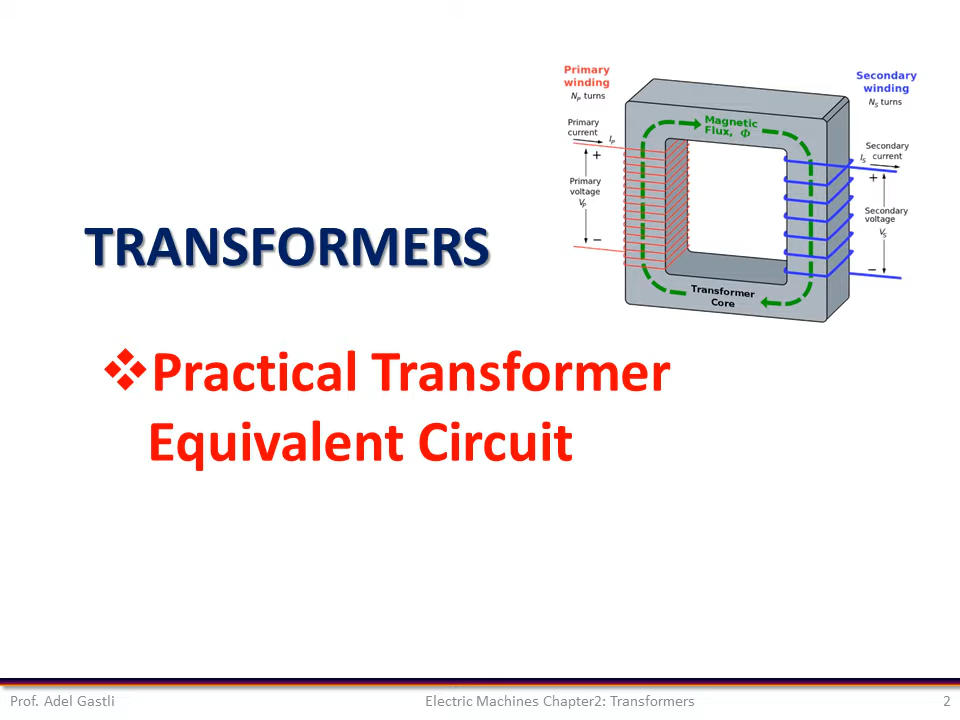 Primary
winding
NP turns
Secondary
winding
NS turns
Primary
current
IP
Magnetic
Flux, Φ
Secondary
current
IS
+
+
Primary
voltage
VP
Secondary
voltage
VS
−
−
Transformer
Core
TRANSFORMERS
❖Practical Transformer
Equivalent Circuit
Prof. Adel Gastli
Electric Machines Chapter2: Transformers
2